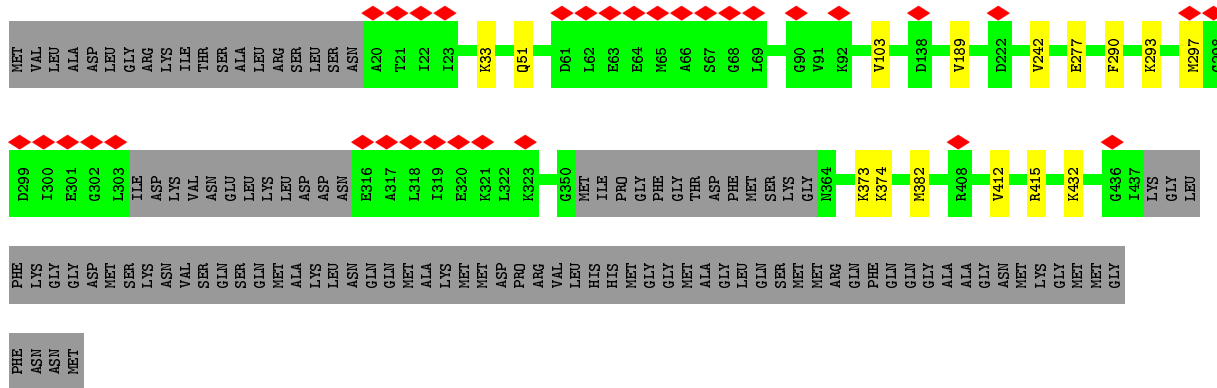 MET VAL LEU ALA ASP LEU GLY ARG LYS ILE THR SER ALA LEU ARG SER LEU SER ASN A20 T21 I22 I23 K33 Q51 D61 L62 E63 E64 M65 A66 S67 G68 L69 G90 V91 K92 V103 D138 V189 D222 V242 E277 F290 K293 M297 G298
D299 I300 E301 G302 L303 ILE ASP LYS VAL ASN GLU LEU LYS LEU ASP ASP ASN E316 A317 L318 I319 E320 K321 L322 K323 G350 MET ILE PRO GLY PHE GLY THR ASP PHE MET SER LYS GLY N364 K373 K374 M382 R408 V412 R415 K432 G436 I437 LYS GLY LEU
PHE LYS GLY GLY ASP MET SER LYS ASN VAL SER GLN SER GLN MET ALA LYS LEU ASN GLN GLN MET ALA LYS MET MET ASP PRO ARG VAL LEU HIS HIS MET GLY GLY MET ALA GLY LEU GLN SER MET MET ARG GLN PHE GLN GLN GLY ALA ALA GLY ASN MET LYS GLY MET MET GLY
PHE ASN ASN MET